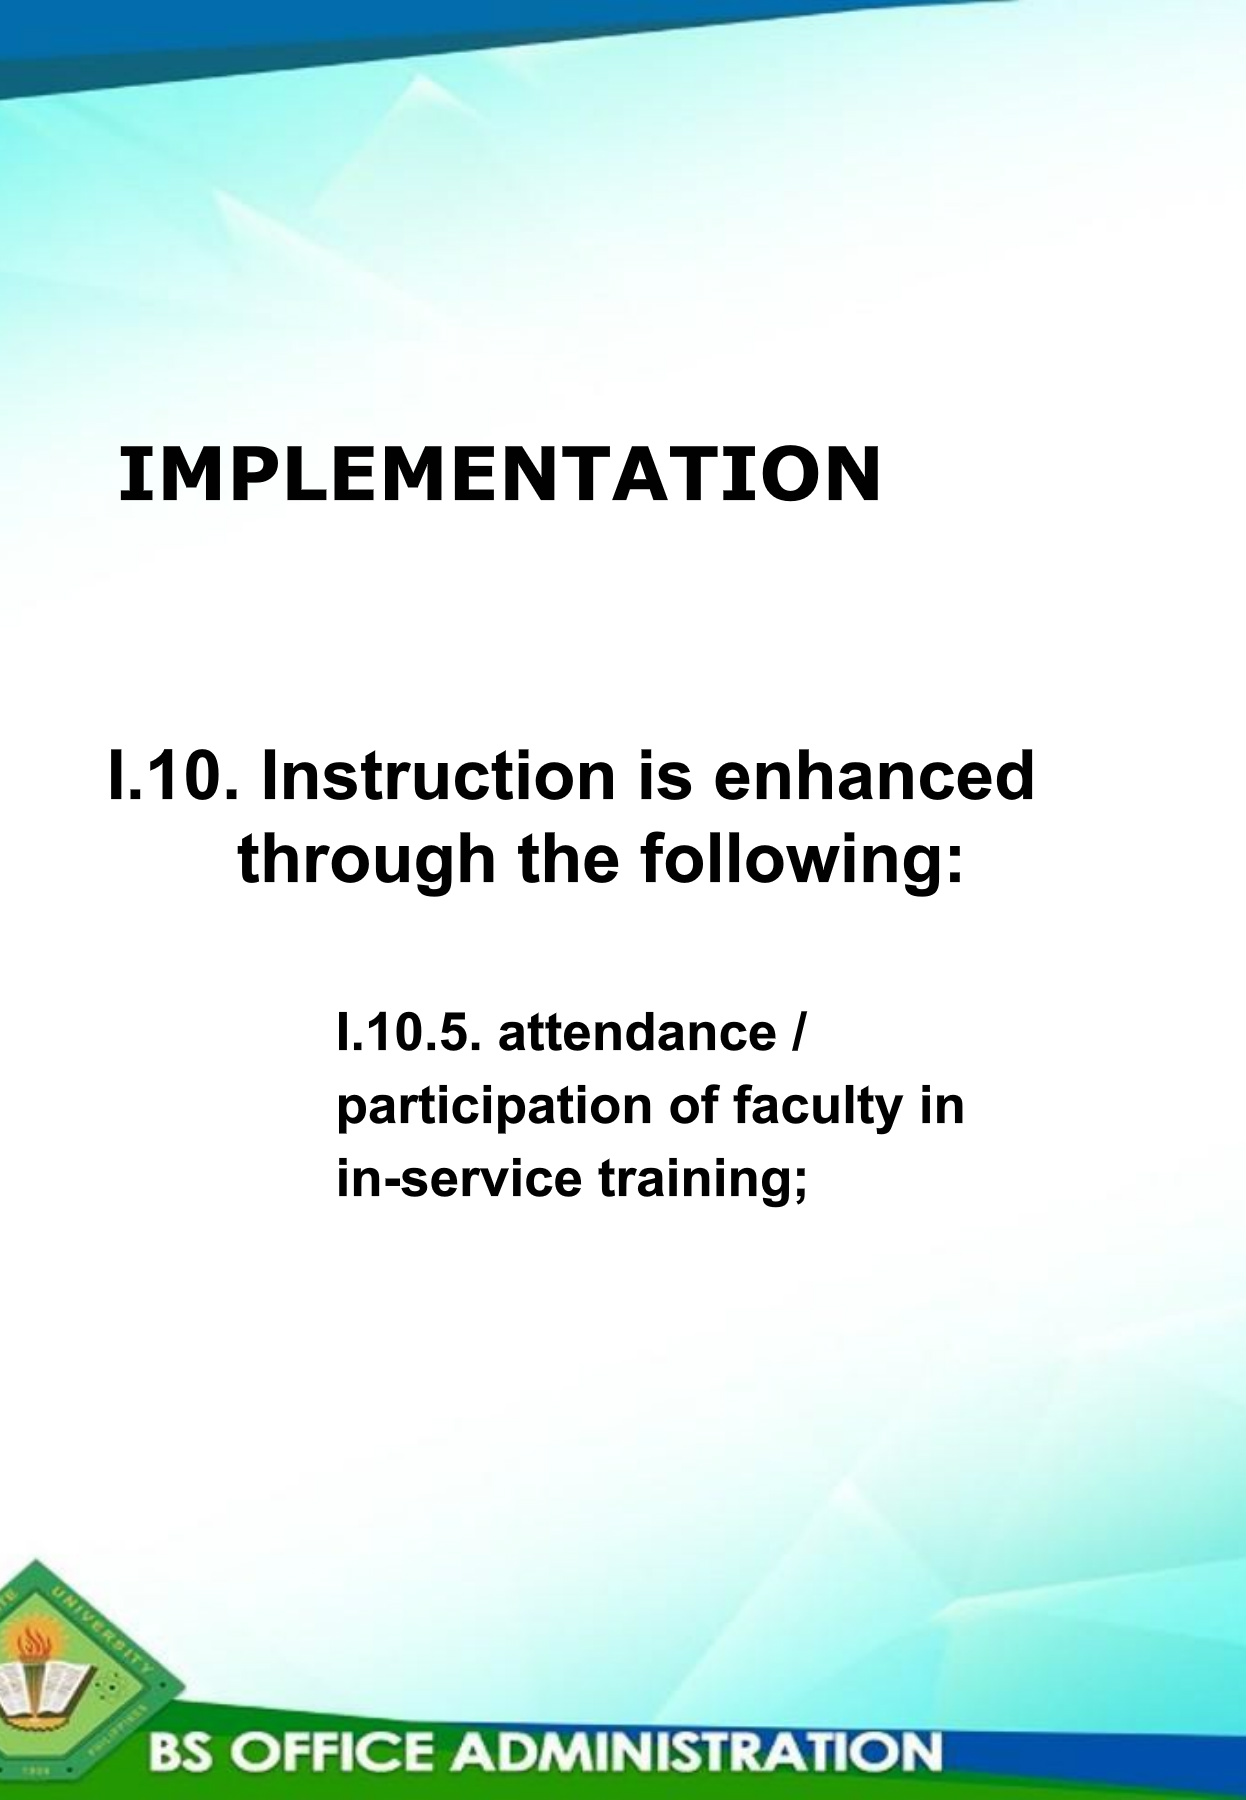 IMPLEMENTATION
I.10. Instruction is enhanced
through the following:
I.10.5. attendance /
participation of faculty in
in-service training;
UNIVERSITY
PHILIPPINES
BS OFFICE ADMINISTRATION